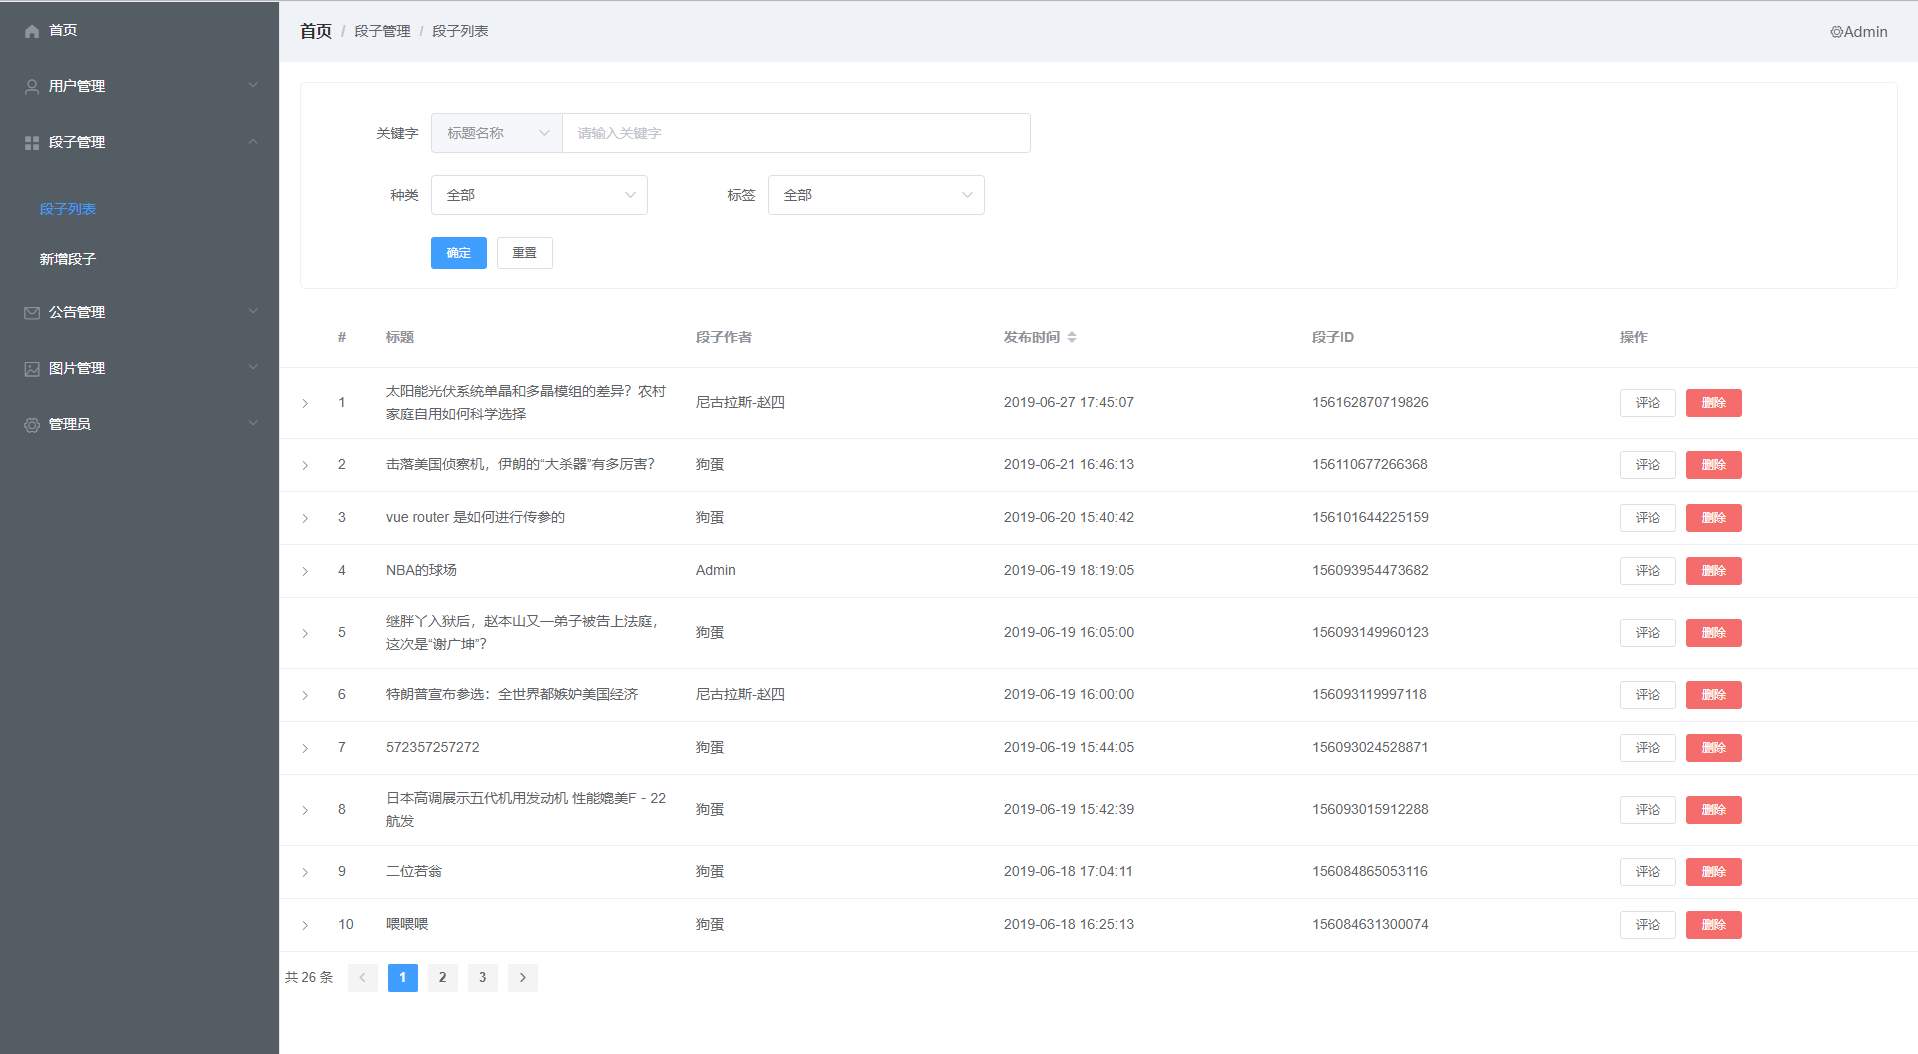 首页
用户管理
段子管理
段子列表
新增段子
公告管理
图片管理
管理员
首页 / 段子管理 / 段子列表
Admin
关键字 标题名称 请输入关键字
种类 全部 标签 全部
确定 重置
# 标题 段子作者 发布时间 段子ID 操作
1 太阳能光伏系统单晶和多晶模组的差异？农村
家庭自用如何科学选择 尼古拉斯-赵四 2019-06-27 17:45:07 156162870719826 评论 删除
2 击落美国侦察机，伊朗的“大杀器”有多厉害？ 狗蛋 2019-06-21 16:46:13 156110677266368 评论 删除
3 vue router 是如何进行传参的 狗蛋 2019-06-20 15:40:42 156101644225159 评论 删除
4 NBA的球场 Admin 2019-06-19 18:19:05 156093954473682 评论 删除
5 继胖丫入狱后，赵本山又一弟子被告上法庭，
这次是“谢广坤”？ 狗蛋 2019-06-19 16:05:00 156093149960123 评论 删除
6 特朗普宣布参选：全世界都嫉妒美国经济 尼古拉斯-赵四 2019-06-19 16:00:00 156093119997118 评论 删除
7 572357257272 狗蛋 2019-06-19 15:44:05 156093024528871 评论 删除
8 日本高调展示五代机用发动机 性能媲美F－22
航发 狗蛋 2019-06-19 15:42:39 156093015912288 评论 删除
9 二位若翁 狗蛋 2019-06-18 17:04:11 156084865053116 评论 删除
10 喂喂喂 狗蛋 2019-06-18 16:25:13 156084631300074 评论 删除
共 26 条 1 2 3